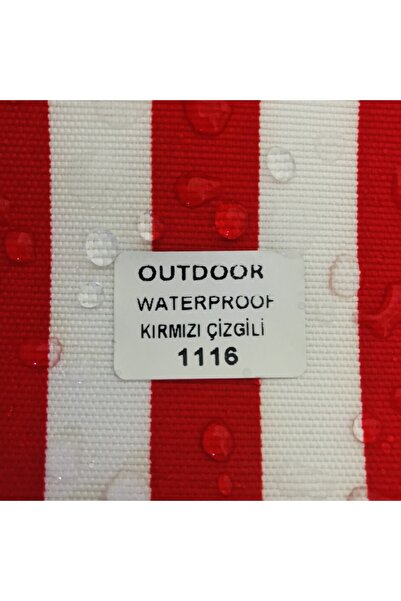 OUTDOOR
WATERPROOF
KIRMIZI ÇİZGİLİ
1116